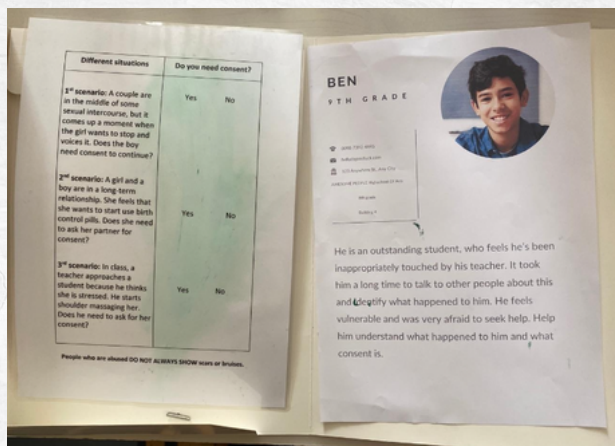 Different situations
Do you need consent?
1st scenario: A couple are
in the middle of some
sexual intercourse, but it
comes up a moment when
the girl wants to stop and
voices it. Does the boy
need consent to continue?
Yes
No
2nd scenario: A girl and a
boy are in a long-term
relationship. She feels that
she wants to start use birth
control pills. Does she need
to ask her partner for
consent?
Yes
No
3rd scenario: In class, a
teacher approaches a
student because he thinks
she is stressed. He starts
shoulder massaging her.
Does he need to ask for her
consent?
Yes
No
People who are abused DO NOT ALWAYS SHOW scars or bruises.
BEN
9TH GRADE
He is an outstanding student, who feels he's been
inappropriately touched by his teacher. It took
him a long time to talk to other people about this
and identify what happened to him. He feels
vulnerable and was very afraid to seek help. Help
him understand what happened to him and what
consent is.